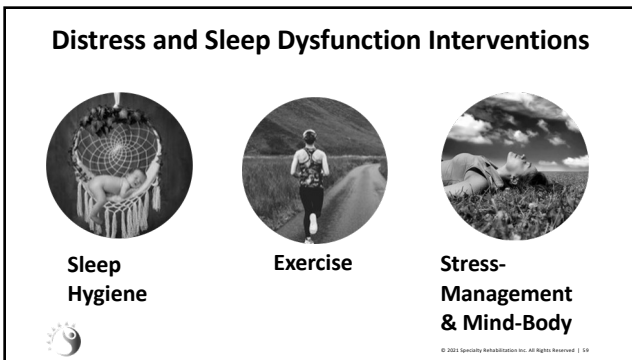 Distress and Sleep Dysfunction Interventions
Sleep
Hygiene
Exercise
Stress-
Management
& Mind-Body
© 2021 Specialty Rehabilitation Inc. All Rights Reserved | 59